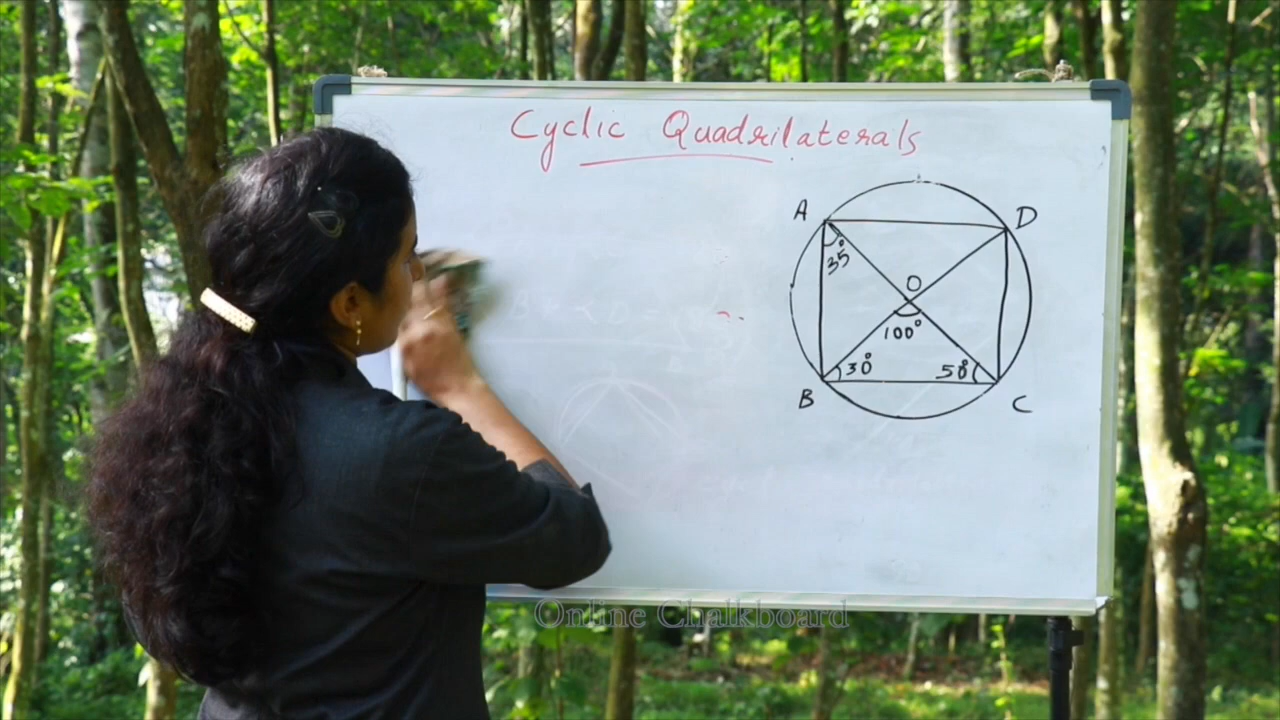 Cyclic Quadrilaterals
A
D
35°
O
100°
30°
50°
B
C
Online Chalkboard